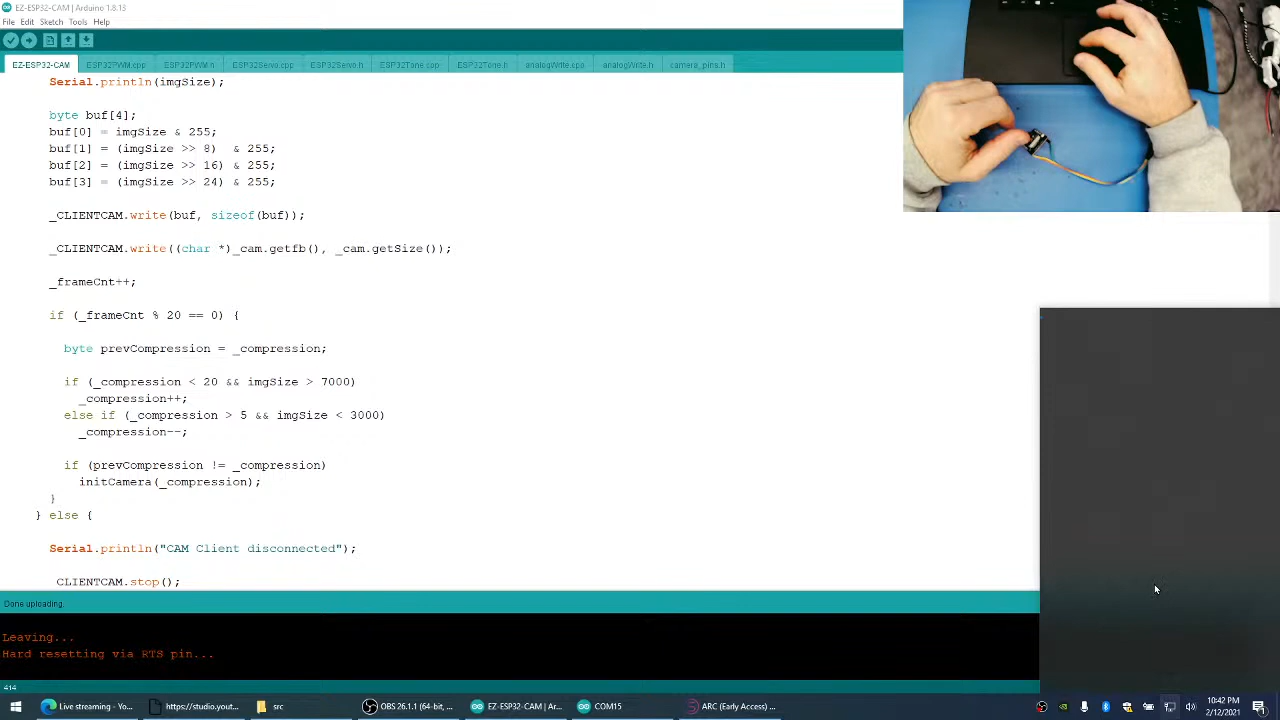 EZ-ESP32-CAM | Arduino 1.8.13
File Edit Sketch Tools Help
EZ-ESP32-CAM ESP32PWM.cpp ESP32PWM.h ESP32Servo.cpp ESP32Servo.h ESP32Tone.cpp ESP32Tone.h analogWrite.cpp analogWrite.h camera_pins.h
Serial.println(imgSize);
byte buf[4];
buf[0] = imgSize & 255;
buf[1] = (imgSize >> 8) & 255;
buf[2] = (imgSize >> 16) & 255;
buf[3] = (imgSize >> 24) & 255;
_CLIENTCAM.write(buf, sizeof(buf));
_CLIENTCAM.write((char *)_cam.getfb(), _cam.getSize());
_frameCnt++;
if (_frameCnt % 20 == 0) {
byte prevCompression = _compression;
if (_compression < 20 && imgSize > 7000)
_compression++;
else if (_compression > 5 && imgSize < 3000)
_compression--;
if (prevCompression != _compression)
initCamera(_compression);
}
} else {
Serial.println("CAM Client disconnected");
CLIENTCAM.stop();
Done uploading.
Leaving...
Hard resetting via RTS pin...
414
Live streaming - Yo... https://studio.yout... src OBS 26.1.1 (64-bit, ... EZ-ESP32-CAM | Ard... COM15 ARC (Early Access) ... 10:42 PM
2/12/2021